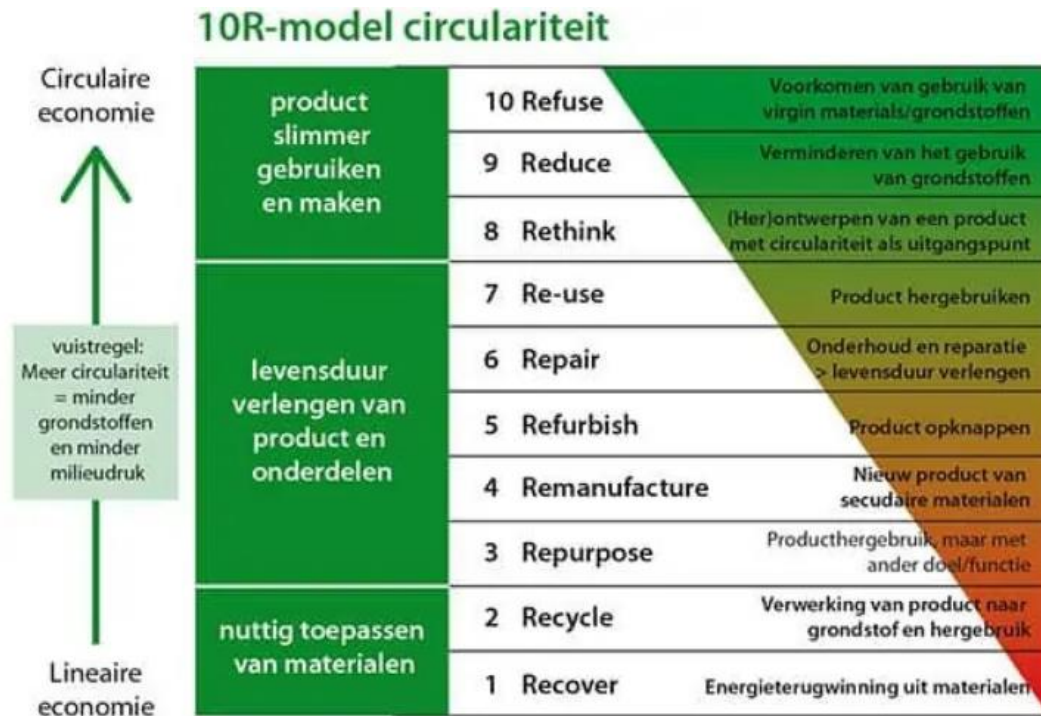 10R-model circulariteit
Circulaire
economie
vuistregel:
Meer circulariteit
= minder
grondstoffen
en minder
milieudruk
Lineaire
economie
product
slimmer
gebruiken
en maken
10 Refuse
Voorkomen van gebruik van
virgin materials/grondstoffen
9 Reduce
Verminderen van het gebruik
van grondstoffen
8 Rethink
(Her)ontwerpen van een product
met circulariteit als uitgangspunt
levensduur
verlengen van
product en
onderdelen
7 Re-use
Product hergebruiken
6 Repair
Onderhoud en reparatie
> levensduur verlengen
5 Refurbish
Product opknappen
4 Remanufacture
Nieuw product van
secudaire materialen
3 Repurpose
Producthergebruik, maar met
ander doel/functie
nuttig toepassen
van materialen
2 Recycle
Verwerking van product naar
grondstof en hergebruik
1 Recover
Energieterugwinning uit materialen